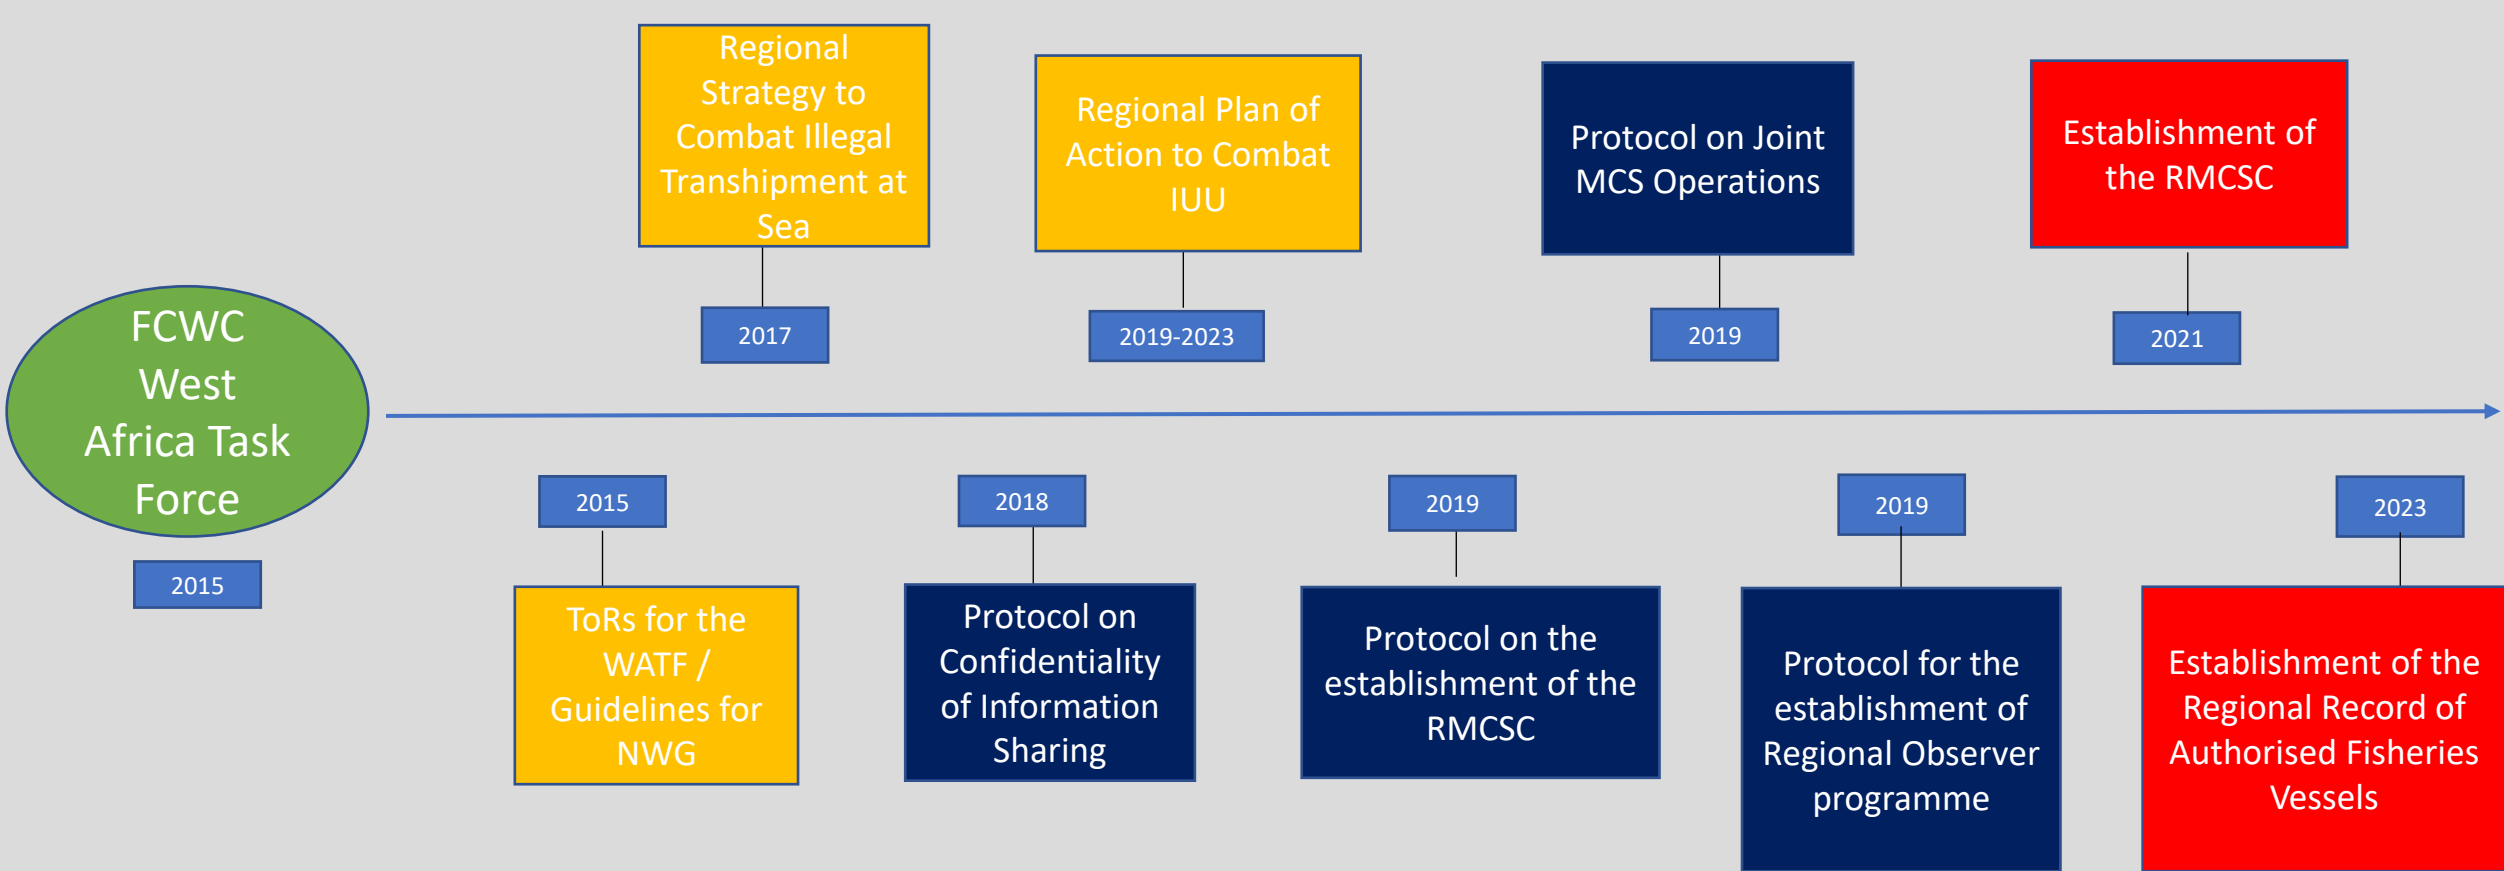 FCWC
West
Africa Task
Force
2015
Regional
Strategy to
Combat Illegal
Transhipment at
Sea
2017
Regional Plan of
Action to Combat
IUU
2019-2023
Protocol on Joint
MCS Operations
2019
Establishment of
the RMCSC
2021
2015
ToRs for the
WATF /
Guidelines for
NWG
2018
Protocol on
Confidentiality
of Information
Sharing
2019
Protocol on the
establishment of the
RMCSC
2019
Protocol for the
establishment of
Regional Observer
programme
2023
Establishment of the
Regional Record of
Authorised Fisheries
Vessels